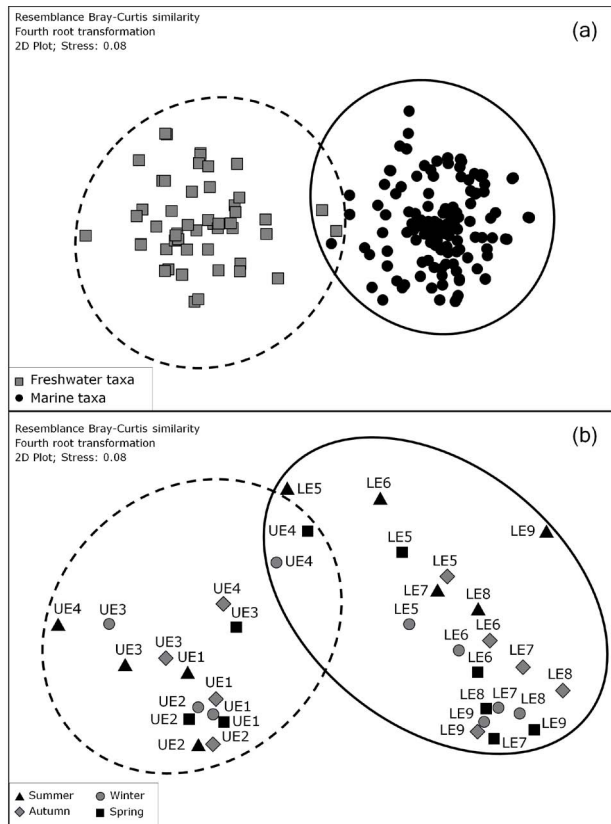 Resemblance Bray-Curtis similarity
Fourth root transformation
2D Plot; Stress: 0.08
(a)
Freshwater taxa
Marine taxa
Resemblance Bray-Curtis similarity
Fourth root transformation
2D Plot; Stress: 0.08
(b)
LE5
LE6
UE4
LE5
LE9
UE4
LE5
UE4
LE7
LE8
UE4
UE3
UE3
LE5
LE6
UE3
UE3
UE1
LE6
LE7
LE6
LE8
UE1
UE2
UE1
LE8
LE7
LE8
UE2
UE1
LE9
LE9
UE2
UE2
LE9
LE7
Summer
Winter
Autumn
Spring